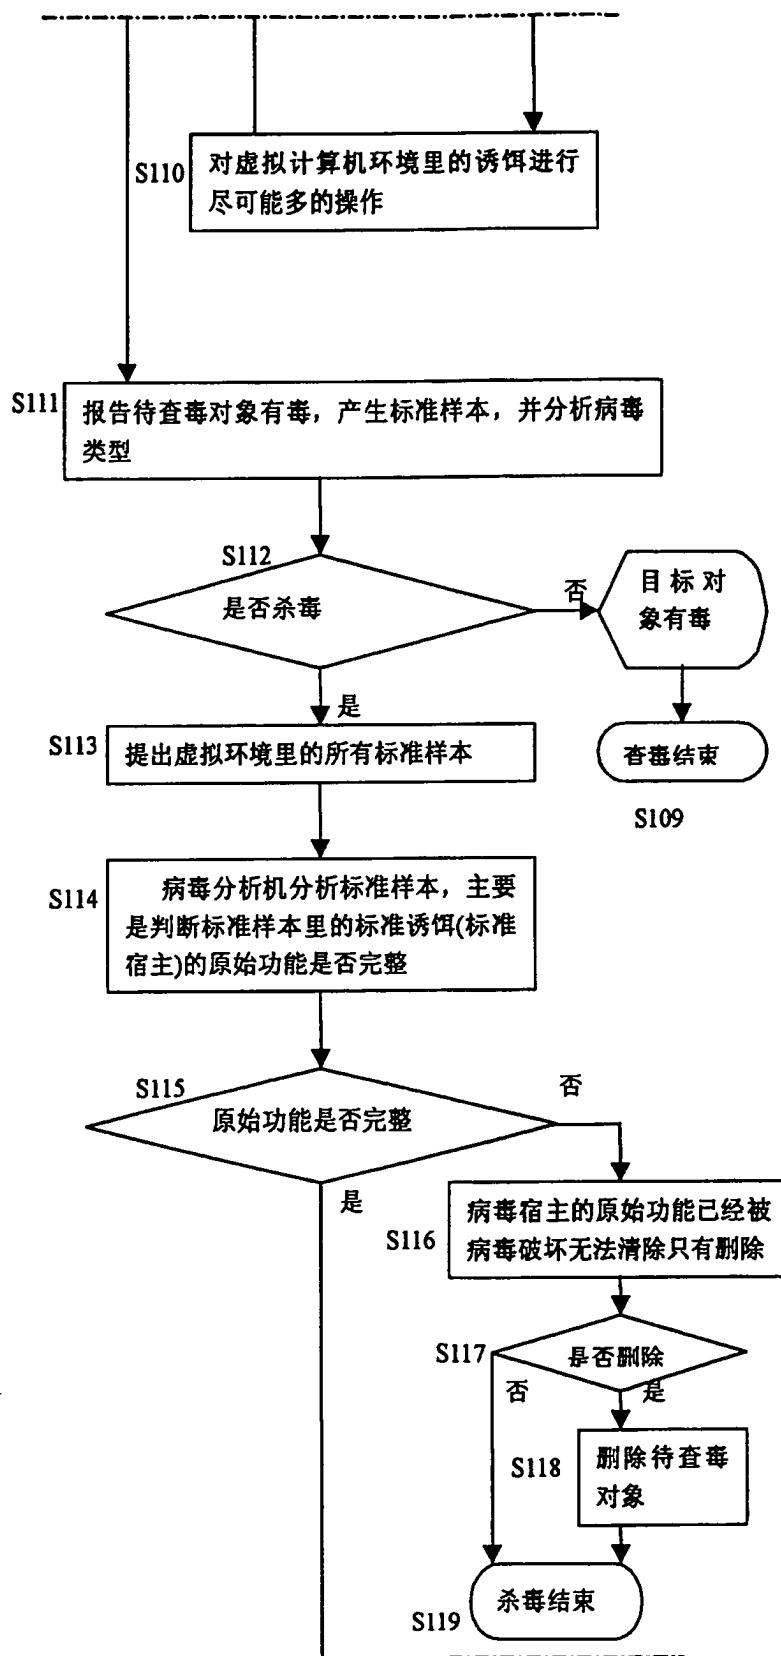 S110
对虚拟计算机环境里的诱饵进行
尽可能多的操作
S111
报告待查毒对象有毒，产生标准样本，并分析病毒
类型
S112
是否杀毒
否
目标对
象有毒
是
S113
提出虚拟环境里的所有标准样本
查毒结束
S109
S114
病毒分析机分析标准样本，主要
是判断标准样本里的标准诱饵(标准
宿主)的原始功能是否完整
S115
原始功能是否完整
否
是
S116
病毒宿主的原始功能已经被
病毒破坏无法清除只有删除
S117
是否删除
否
是
S118
删除待查毒
对象
S119
杀毒结束